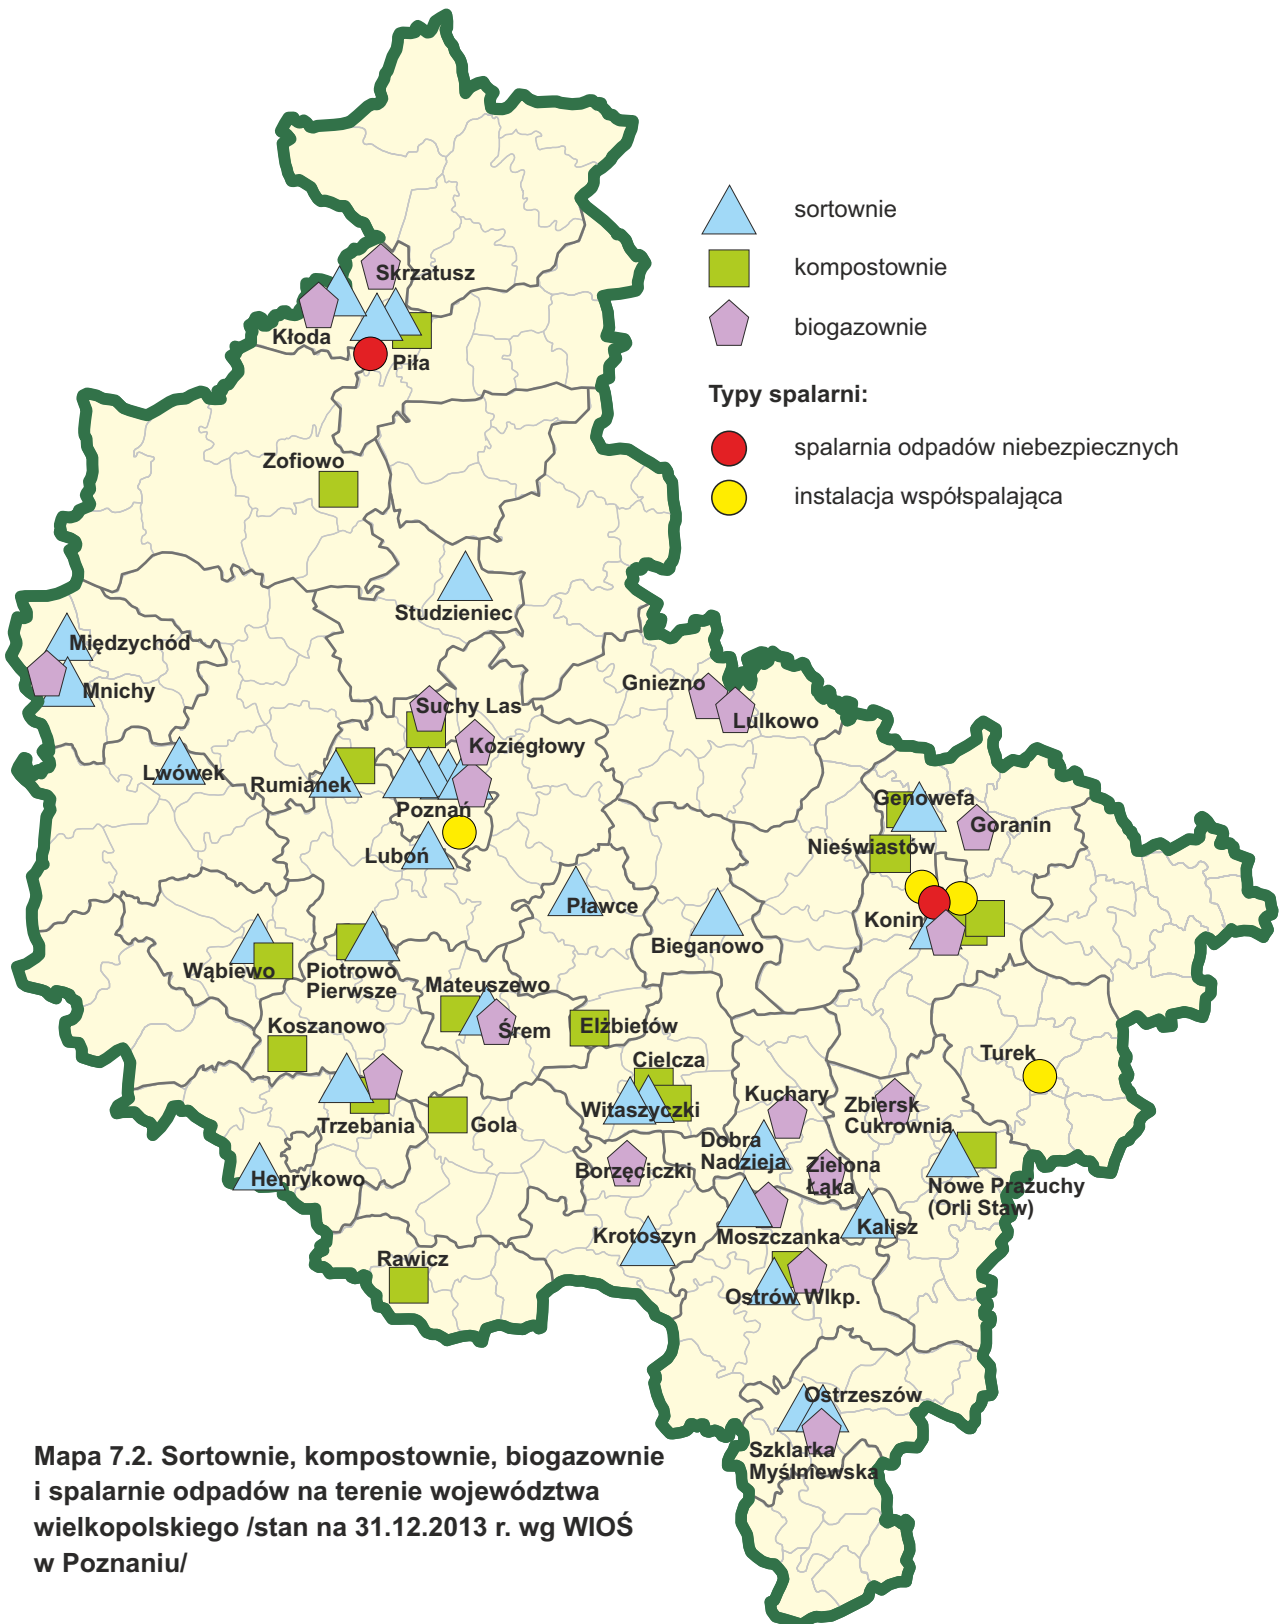 sortownie
kompostownie
biogazownie
Typy spalarni:
spalarnia odpadów niebezpiecznych
instalacja współspalająca
Skrzatusz
Kłoda
Piła
Zofiowo
Studzieniec
Międzychód
Mnichy
Gniezno
Lulkowo
Suchy Las
Koziegłowy
Lwówek
Rumianek
Poznań
Luboń
Genowefa
Goranin
Nieświastów
Konin
Pławce
Bieganowo
Wąbiewo
Piotrowo
Pierwsze
Mateuszewo
Śrem
Elżbietów
Koszanowo
Cielcza
Turek
Witaszyczki
Kuchary
Zbiersk
Cukrownia
Trzebania
Gola
Dobra
Nadzieja
Borzęciczki
Zielona
Łąka
Henrykowo
Nowe Prażuchy
(Orli Staw)
Krotoszyn
Moszczanka
Kalisz
Rawicz
Ostrów Wlkp.
Ostrzeszów
Szklarka
Myślniewska
Mapa 7.2. Sortownie, kompostownie, biogazownie
i spalarnie odpadów na terenie województwa
wielkopolskiego /stan na 31.12.2013 r. wg WIOŚ
w Poznaniu/